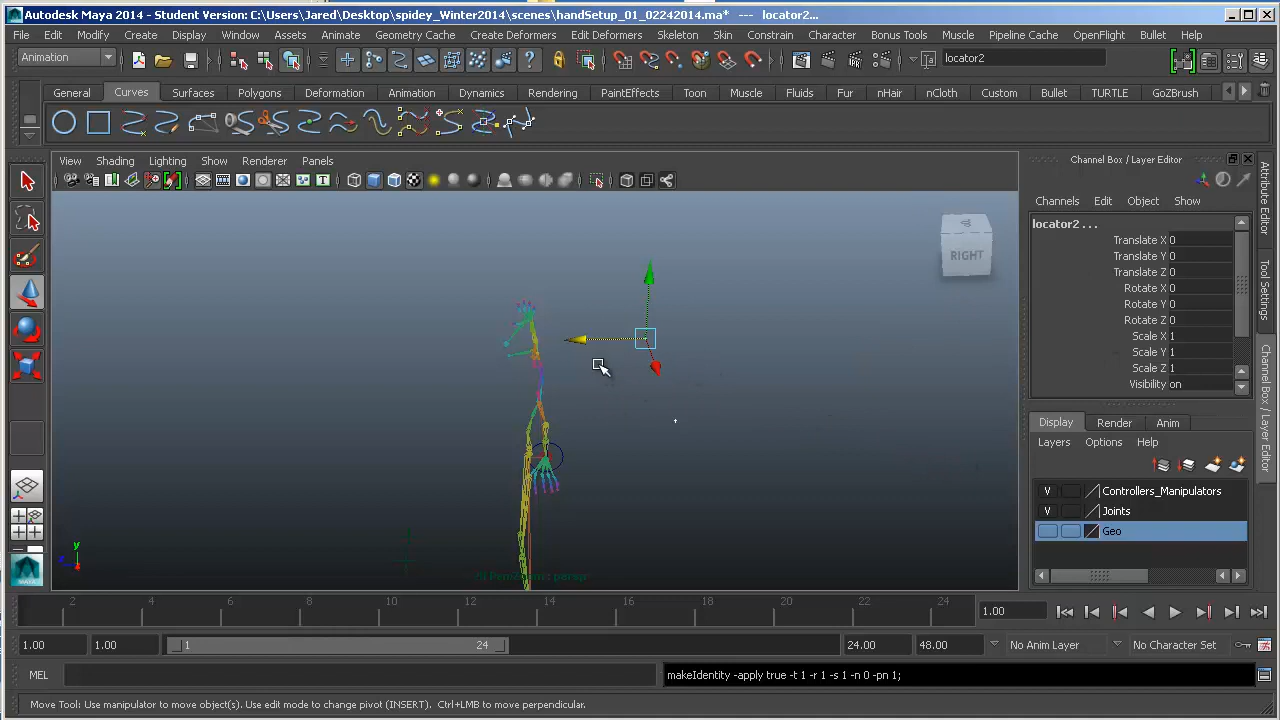 Autodesk Maya 2014 - Student Version: C:\Users\Jared\Desktop\spidey_Winter2014\scenes\handSetup_01_02242014.ma* --- locator2...
File Edit Modify Create Display Window Assets Animate Geometry Cache Create Deformers Edit Deformers Skeleton Skin Constrain Character Bonus Tools Muscle Pipeline Cache OpenFlight Bullet Help
Animation locator2
General Curves Surfaces Polygons Deformation Animation Dynamics Rendering PaintEffects Toon Muscle Fluids Fur nHair nCloth Custom Bullet TURTLE GoZBrush
View Shading Lighting Show Renderer Panels
Channel Box / Layer Editor
Channels Edit Object Show
locator2 ...
Translate X 0
Translate Y 0
Translate Z 0
Rotate X 0
Rotate Y 0
Rotate Z 0
Scale X 1
Scale Y 1
Scale Z 1
Visibility on
Display Render Anim
Layers Options Help
V Controllers_Manipulators
V Joints
Geo
Attribute Editor
Tool Settings
Channel Box / Layer Editor
RIGHT
y
persp
MAYA
2 4 6 8 10 12 14 16 18 20 22 24 1.00
1.00 1.00 1 24 24.00 48.00 No Anim Layer No Character Set
MEL makeIdentity -apply true -t 1 -r 1 -s 1 -n 0 -pn 1;
Move Tool: Use manipulator to move object(s). Use edit mode to change pivot (INSERT). Ctrl+LMB to move perpendicular.